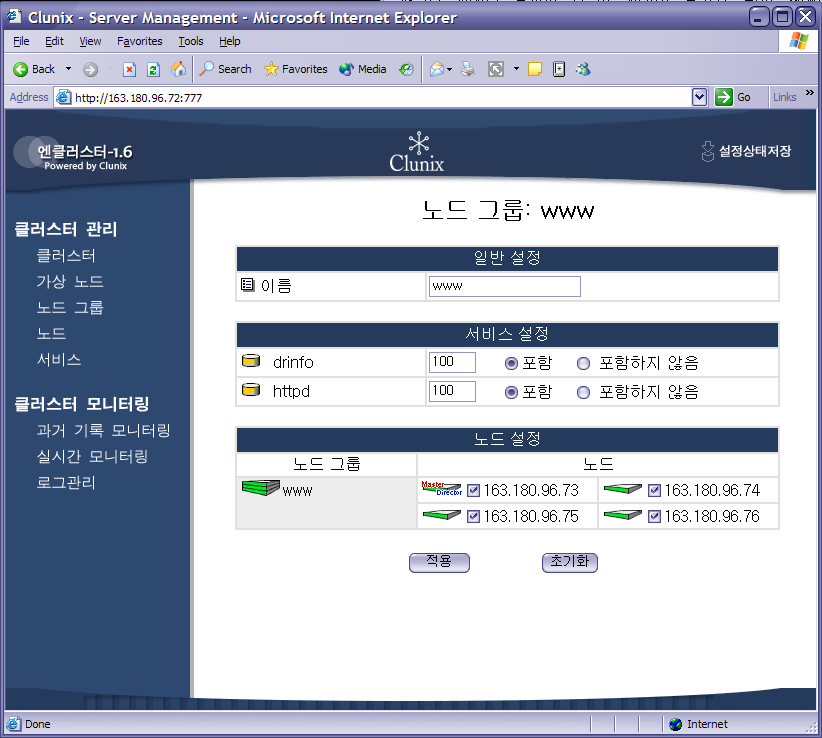 Clunix - Server Management - Microsoft Internet Explorer
File Edit View Favorites Tools Help
Back Search Favorites Media
Address http://163.180.96.72:777 Go Links »
엔클러스터-1.6
Powered by Clunix
Clunix
설정상태저장
클러스터 관리
클러스터
가상 노드
노드 그룹
노드
서비스
클러스터 모니터링
과거 기록 모니터링
실시간 모니터링
로그관리
노드 그룹: www
일반 설정
이름 www
서비스 설정
drinfo 100 포함 포함하지 않음
httpd 100 포함 포함하지 않음
노드 설정
노드 그룹 노드
www Master Director 163.180.96.73 163.180.96.74
163.180.96.75 163.180.96.76
적용 초기화
Done Internet